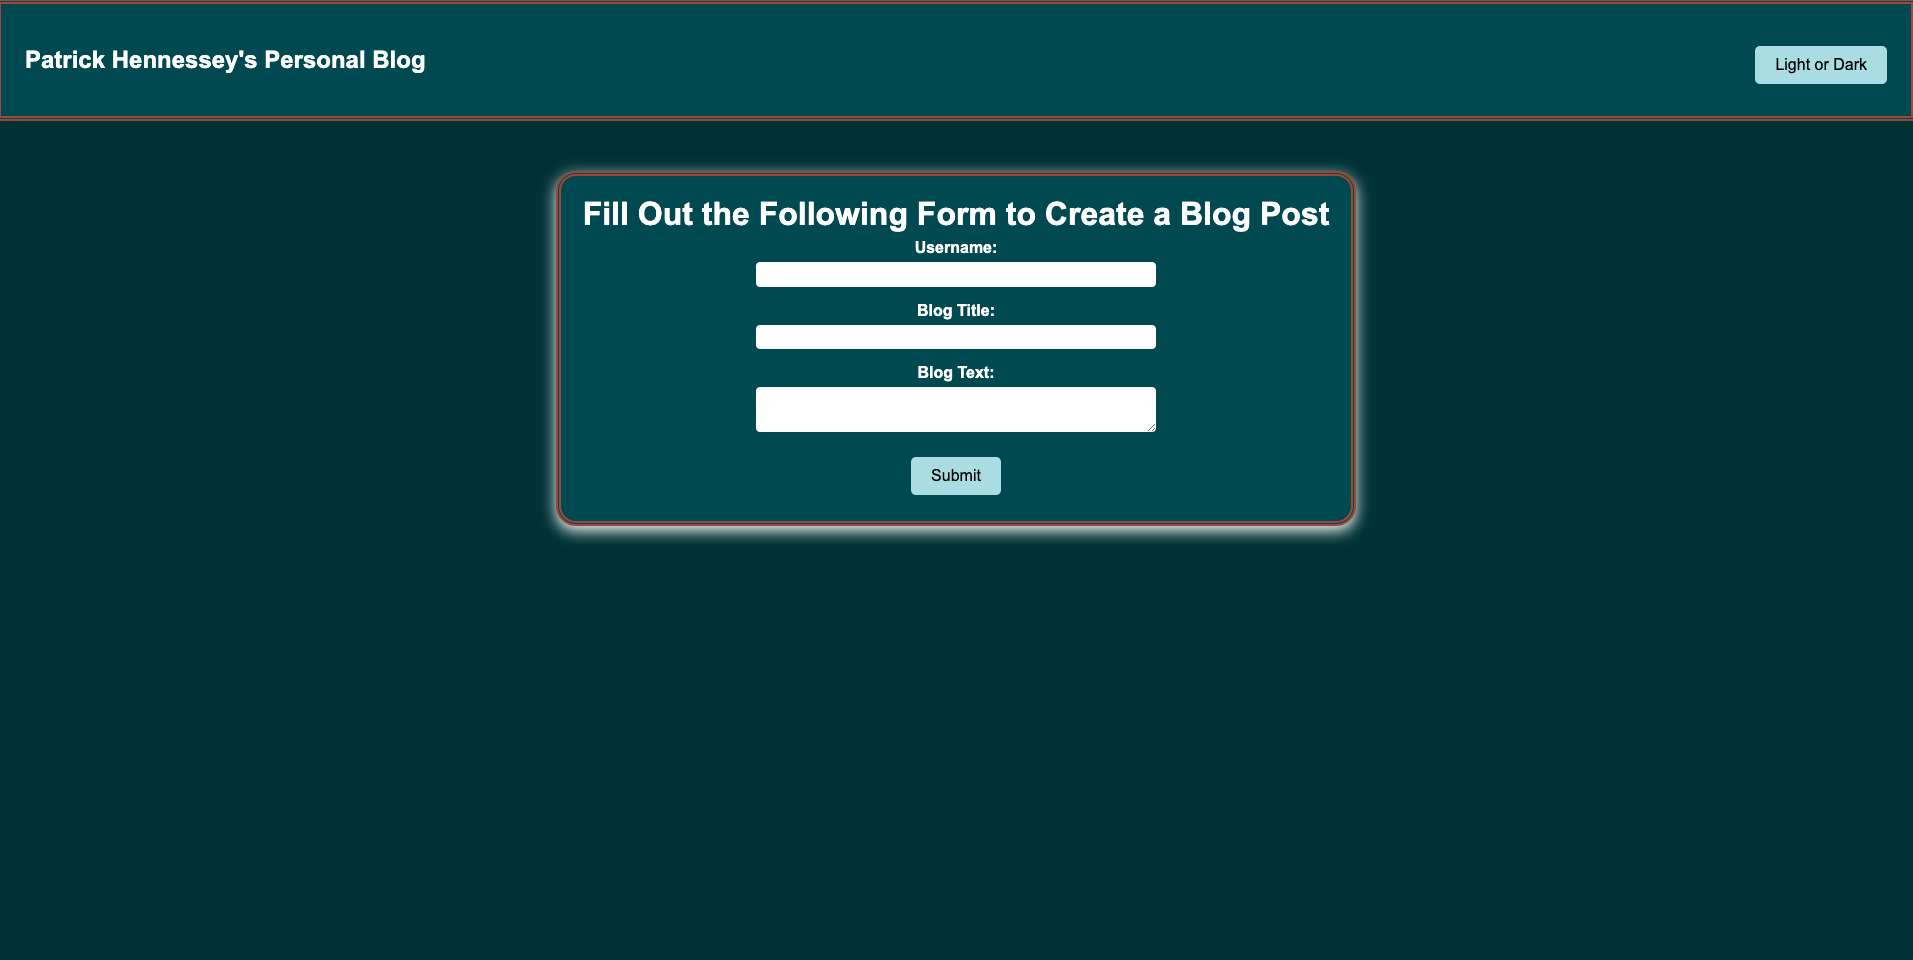 Patrick Hennessey's Personal Blog
Light or Dark
Fill Out the Following Form to Create a Blog Post
Username:
Blog Title:
Blog Text:
Submit